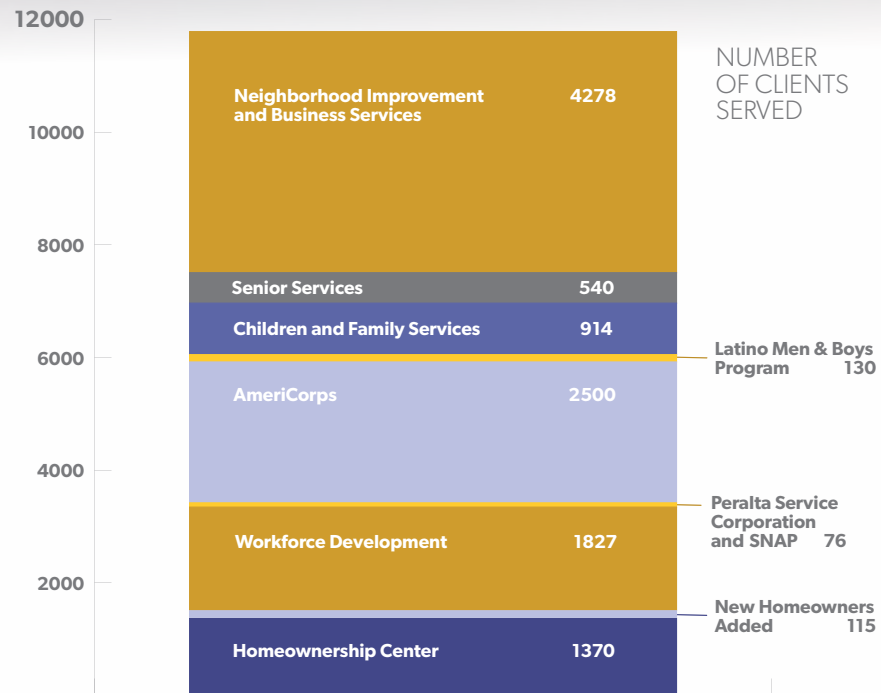 12000
NUMBER
OF CLIENTS
SERVED
Neighborhood Improvement 4278
and Business Services
10000
8000
Senior Services 540
Children and Family Services 914
Latino Men & Boys
Program 130
6000
AmeriCorps 2500
4000
Peralta Service
Corporation
and SNAP 76
Workforce Development 1827
2000
New Homeowners
Added 115
Homeownership Center 1370